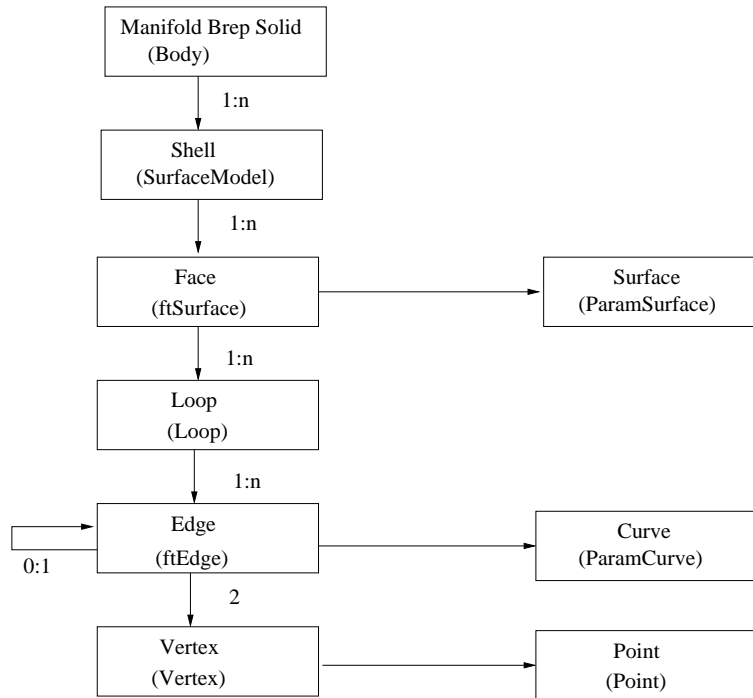 Manifold Brep Solid
(Body)
1:n
Shell
(SurfaceModel)
1:n
Face
(ftSurface)
Surface
(ParamSurface)
1:n
Loop
(Loop)
1:n
Edge
(ftEdge)
Curve
(ParamCurve)
0:1
2
Vertex
(Vertex)
Point
(Point)